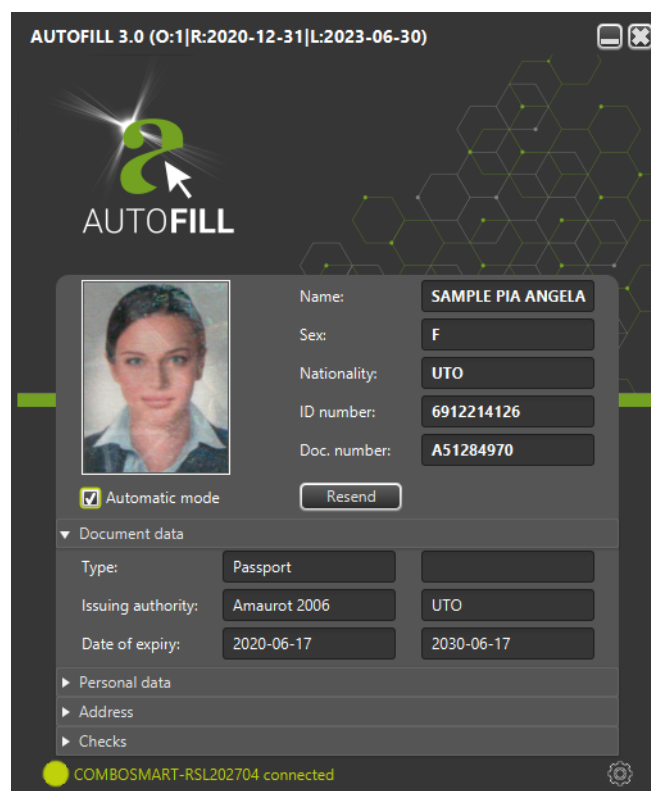 AUTOFILL 3.0 (O:1|R:2020-12-31|L:2023-06-30)
a
AUTOFILL
Name: SAMPLE PIA ANGELA
Sex: F
Nationality: UTO
ID number: 6912214126
Doc. number: A51284970
Automatic mode Resend
Document data
Type: Passport
Issuing authority: Amaurot 2006 UTO
Date of expiry: 2020-06-17 2030-06-17
Personal data
Address
Checks
COMBOSMART-RSL202704 connected